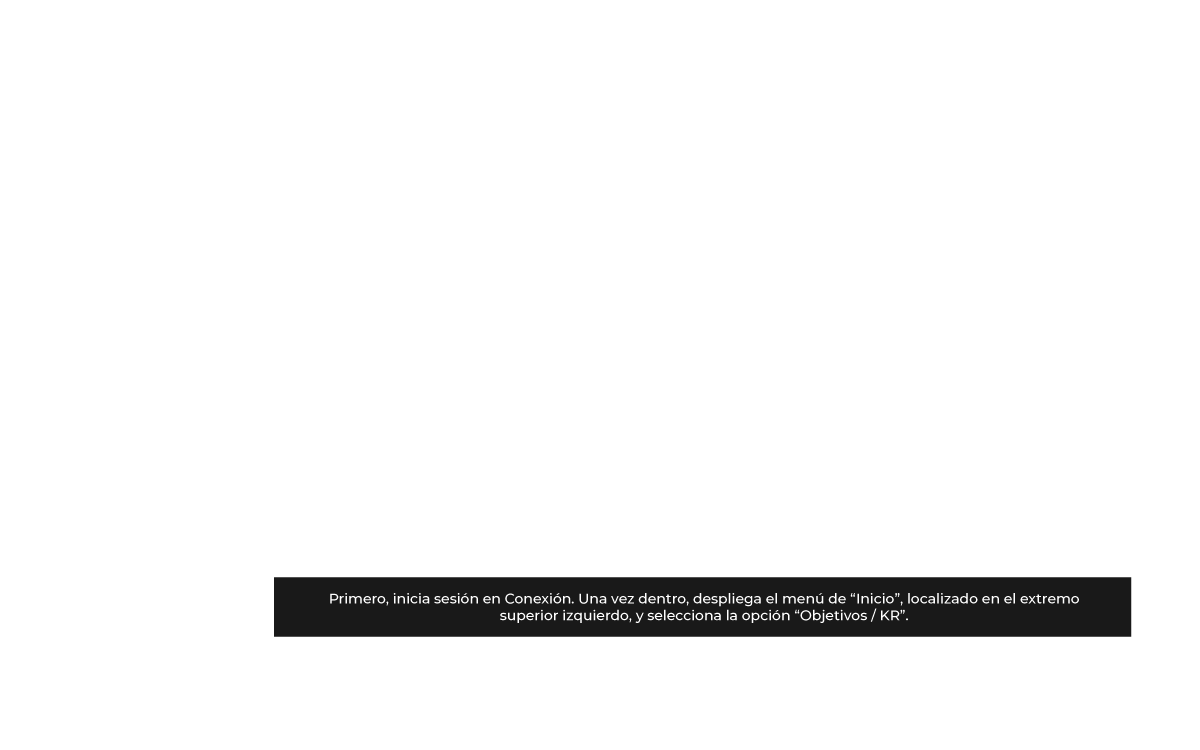 Primero, inicia sesión en Conexión. Una vez dentro, despliega el menú de “Inicio”, localizado en el extremo
superior izquierdo, y selecciona la opción “Objetivos / KR”.